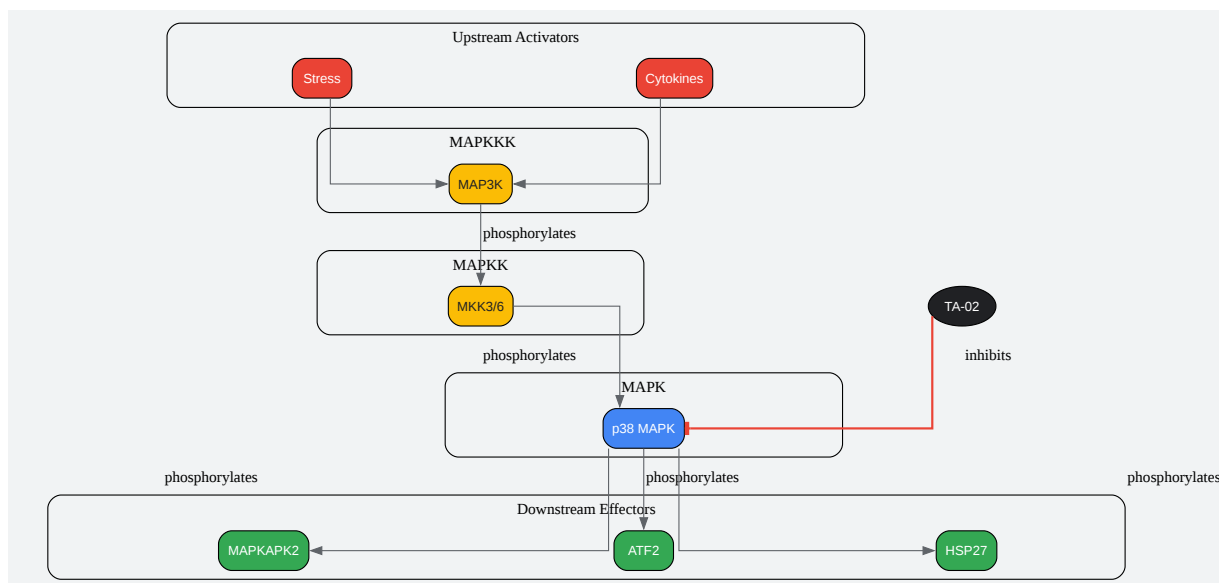 Upstream Activators
Stress
Cytokines
MAPKKK
MAP3K
phosphorylates
MAPKK
MKK3/6
TA-02
phosphorylates
inhibits
MAPK
p38 MAPK
phosphorylates
phosphorylates
phosphorylates
Downstream Effectors
MAPKAPK2
ATF2
HSP27